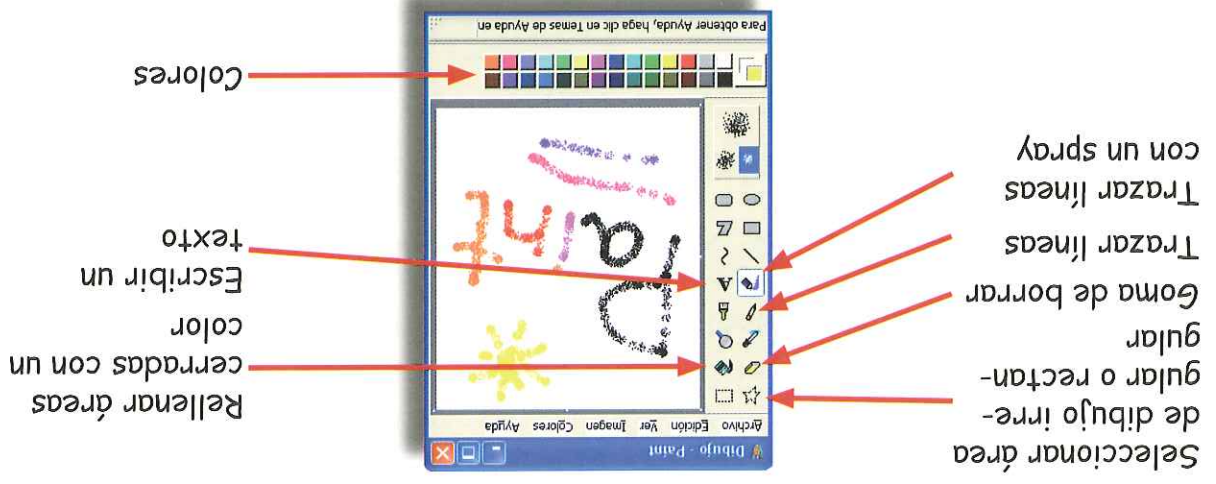 Dibujo - Paint
Archivo Edición Ver Imagen Colores Ayuda
Seleccionar área
de dibujo irre-
gular o rectan-
gular
Goma de borrar
Trazar líneas
Trazar líneas
con un spray
Rellenar áreas
cerradas con un
color
Escribir un
texto
Colores
A
Paint
Para obtener Ayuda, haga clic en Temas de Ayuda en